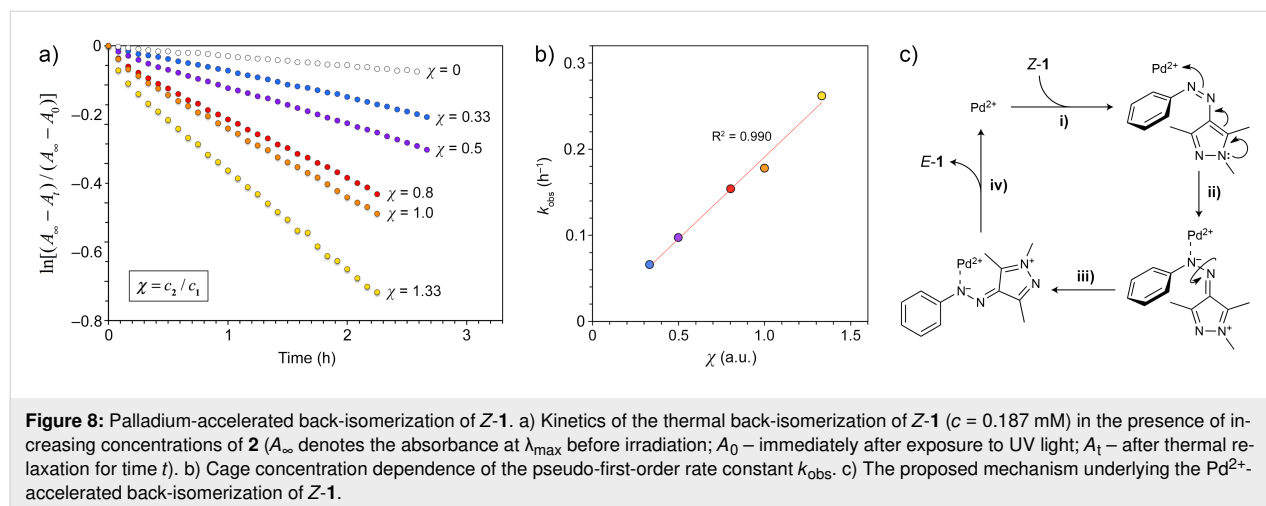 a)
ln[(A∞ − At) / (A∞ − A0)]
0
−0.2
−0.4
−0.6
−0.8
χ = 0
χ = 0.33
χ = 0.5
χ = 0.8
χ = 1.0
χ = 1.33
χ = c2 / c1
0 1 2 3
Time (h)
b)
kobs (h−1)
0.3
0.2
0.1
0
R2 = 0.990
0 0.5 1.0 1.5
χ (a.u.)
c)
Z-1
Pd2+
Pd2+
N
N
N
N:
i)
E-1
iv)
ii)
Pd2+
N−
N
N
N+
iii)
Pd2+
N−
N
N+
N
Figure 8: Palladium-accelerated back-isomerization of Z-1. a) Kinetics of the thermal back-isomerization of Z-1 (c = 0.187 mM) in the presence of in-
creasing concentrations of 2 (A∞ denotes the absorbance at λmax before irradiation; A0 – immediately after exposure to UV light; At – after thermal re-
laxation for time t). b) Cage concentration dependence of the pseudo-first-order rate constant kobs. c) The proposed mechanism underlying the Pd2+-
accelerated back-isomerization of Z-1.